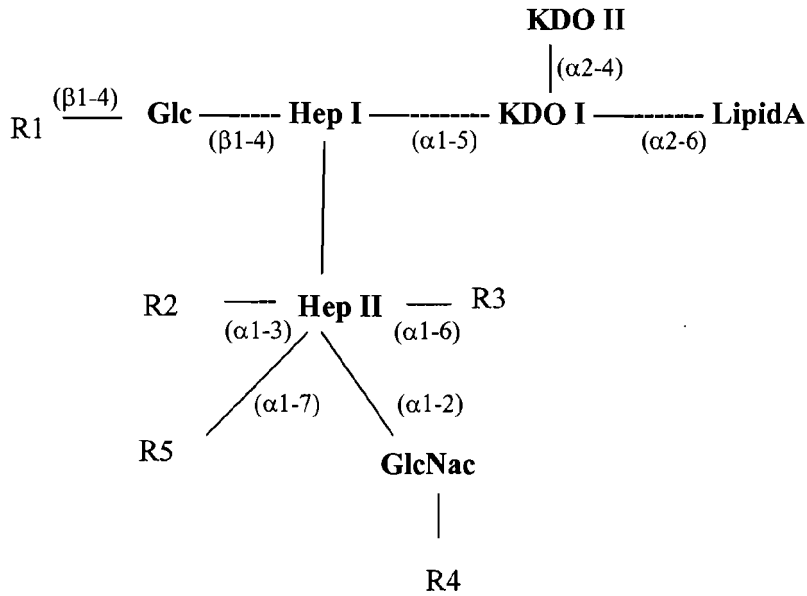 KDO II
(α2-4)
(β1-4)
R1 Glc Hep I KDO I LipidA
(β1-4) (α1-5) (α2-6)
R2 Hep II R3
(α1-3) (α1-6)
(α1-7) (α1-2)
R5
GlcNac
R4